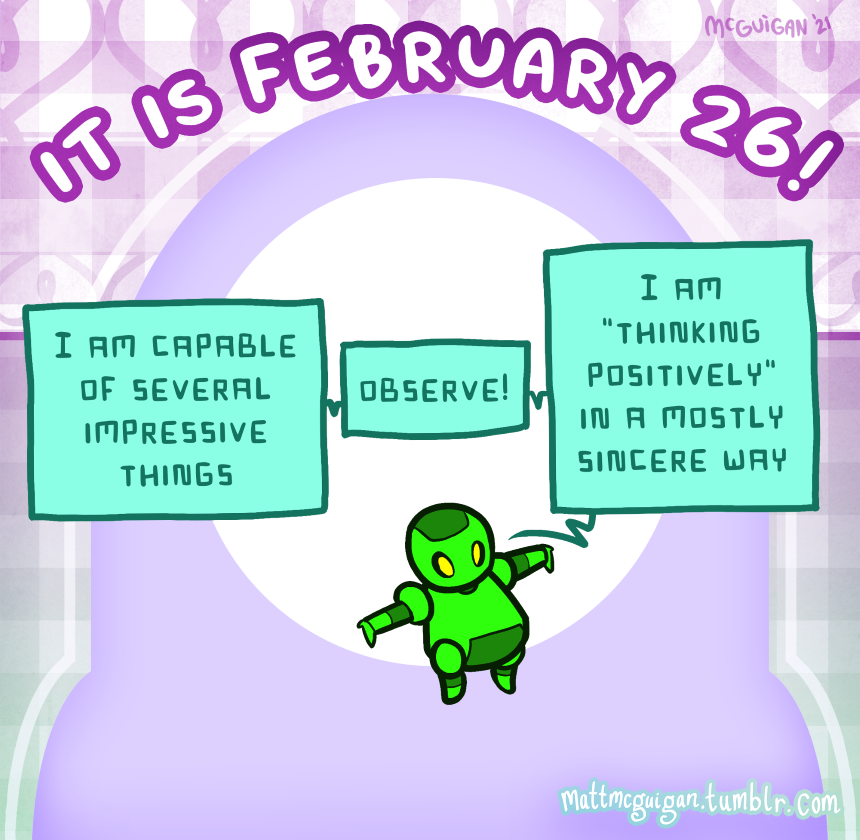 McGUiGAN '21
IT IS FEBRUARY 26!
I AM CAPABLE
OF SEVERAL
IMPRESSIVE
THINGS
OBSERVE!
I AM
"THINKING
POSITIVELY"
IN A MOSTLY
SINCERE WAY
mattmcguigan.tumblr.com